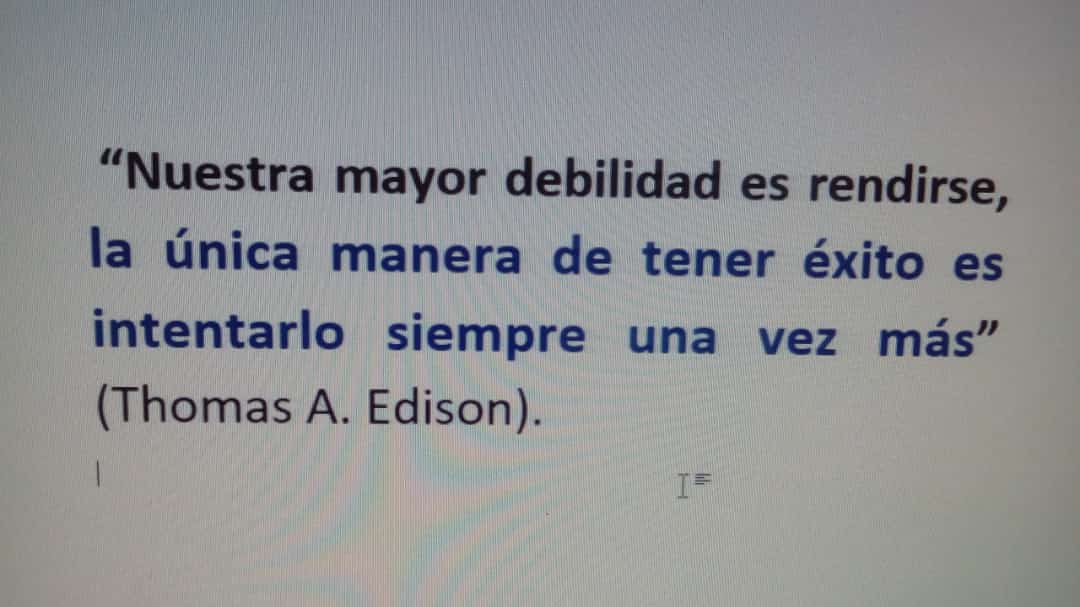 “Nuestra mayor debilidad es rendirse,
la única manera de tener éxito es
intentarlo siempre una vez más”
(Thomas A. Edison).